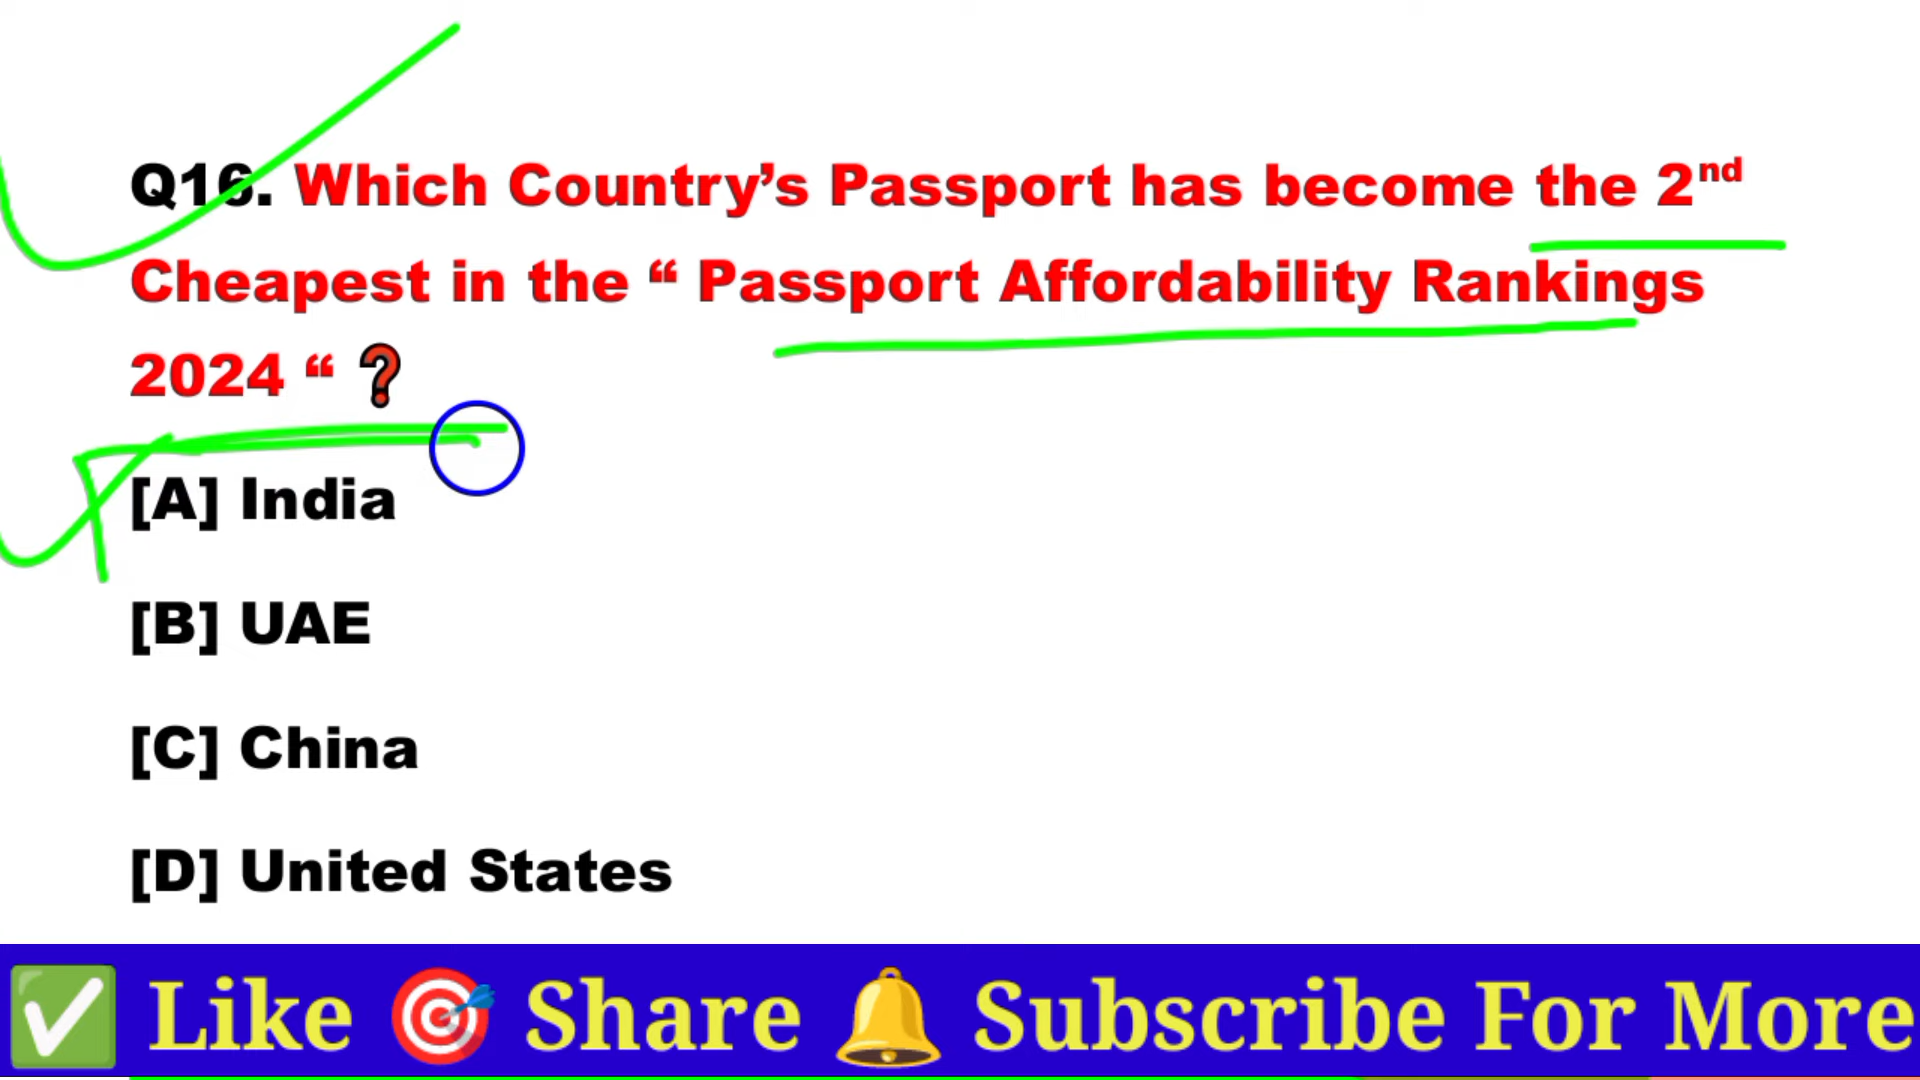 Q16. Which Country’s Passport has become the 2nd
Cheapest in the “ Passport Affordability Rankings
2024 “ ❓
[A] India
[B] UAE
[C] China
[D] United States
✅ Like 🎯 Share 🔔 Subscribe For More